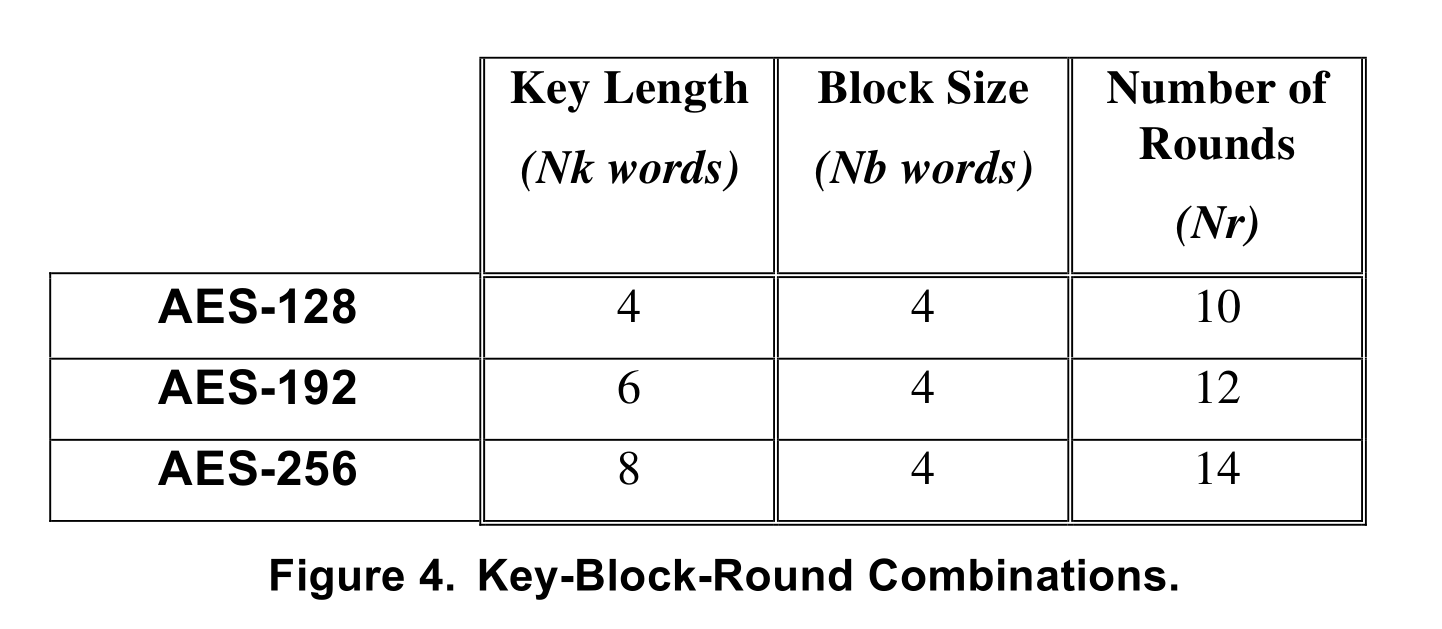 Key Length
(Nk words)
Block Size
(Nb words)
Number of
Rounds
(Nr)
AES-128 4 4 10
AES-192 6 4 12
AES-256 8 4 14
Figure 4. Key-Block-Round Combinations.